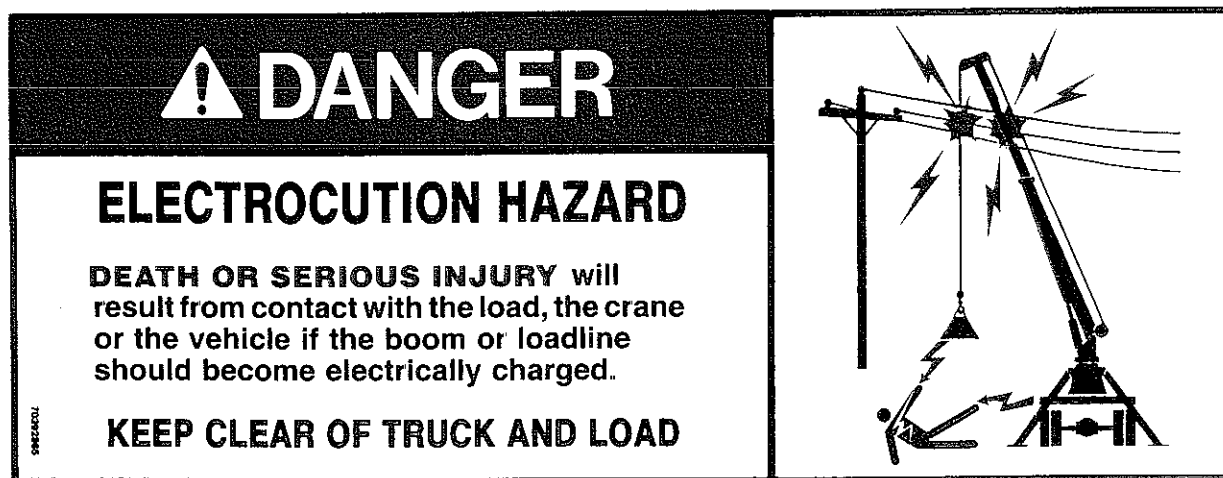 DANGER
ELECTROCUTION HAZARD
DEATH OR SERIOUS INJURY will
result from contact with the load, the crane
or the vehicle if the boom or loadline
should become electrically charged.
KEEP CLEAR OF TRUCK AND LOAD